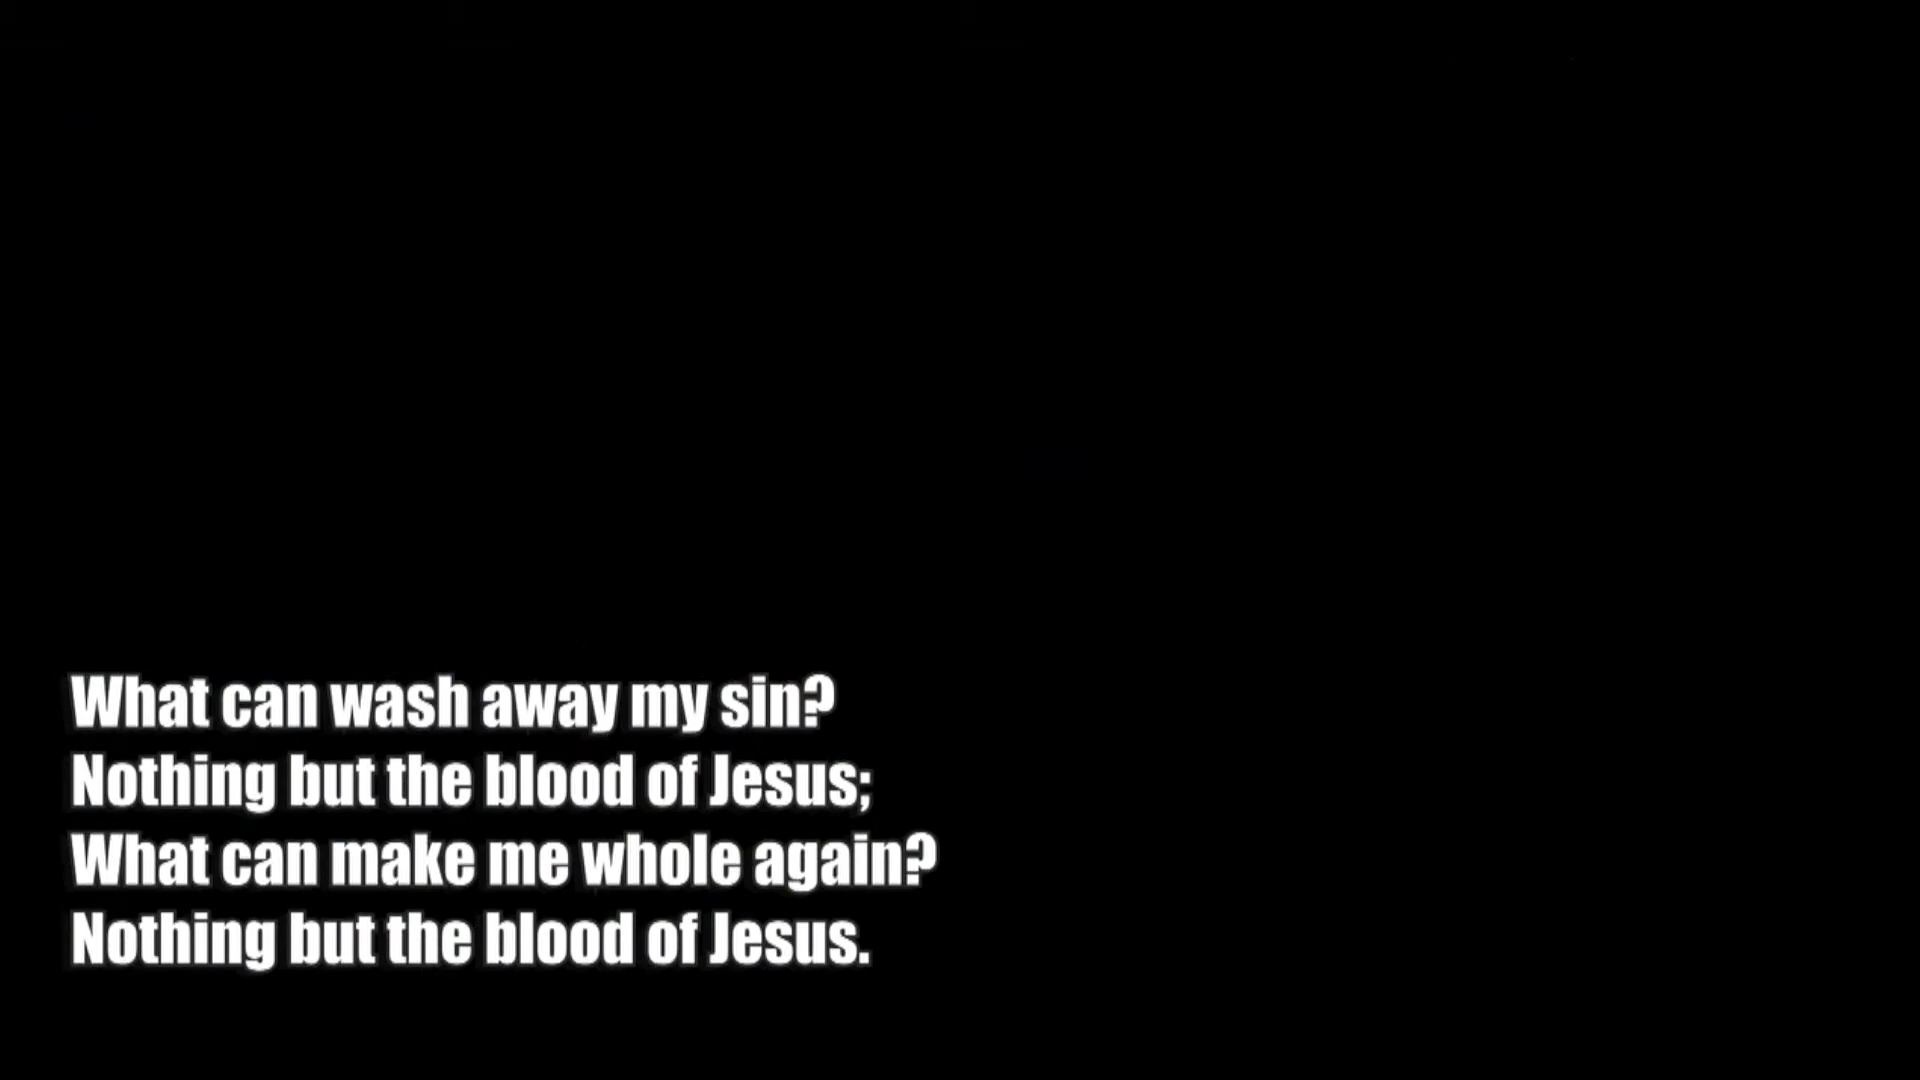 What can wash away my sin?
Nothing but the blood of Jesus;
What can make me whole again?
Nothing but the blood of Jesus.